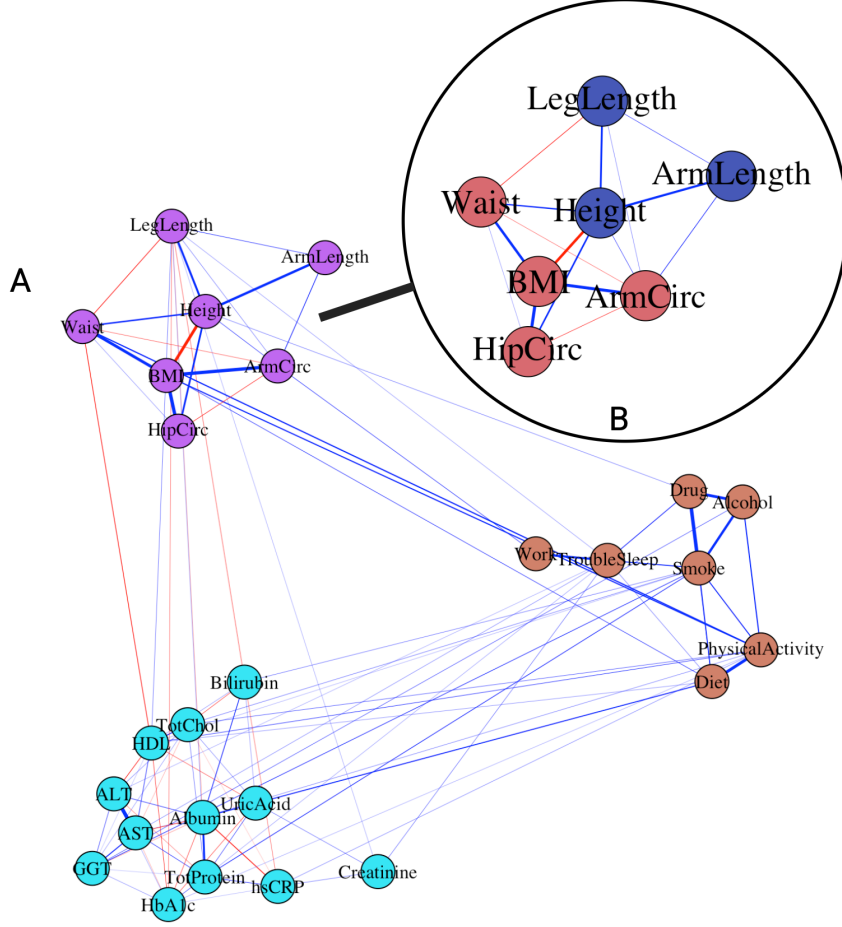 LegLength
ArmLength
Waist
Height
BMI
ArmCirc
HipCirc
B
A
LegLength
ArmLength
Height
Waist
BMI
ArmCirc
HipCirc
Drug
Alcohol
Work
TroubleSleep
Smoke
PhysicalActivity
Diet
Bilirubin
TotChol
HDL
ALT
UricAcid
Albumin
AST
GGT
TotProtein
hsCRP
Creatinine
HbA1c